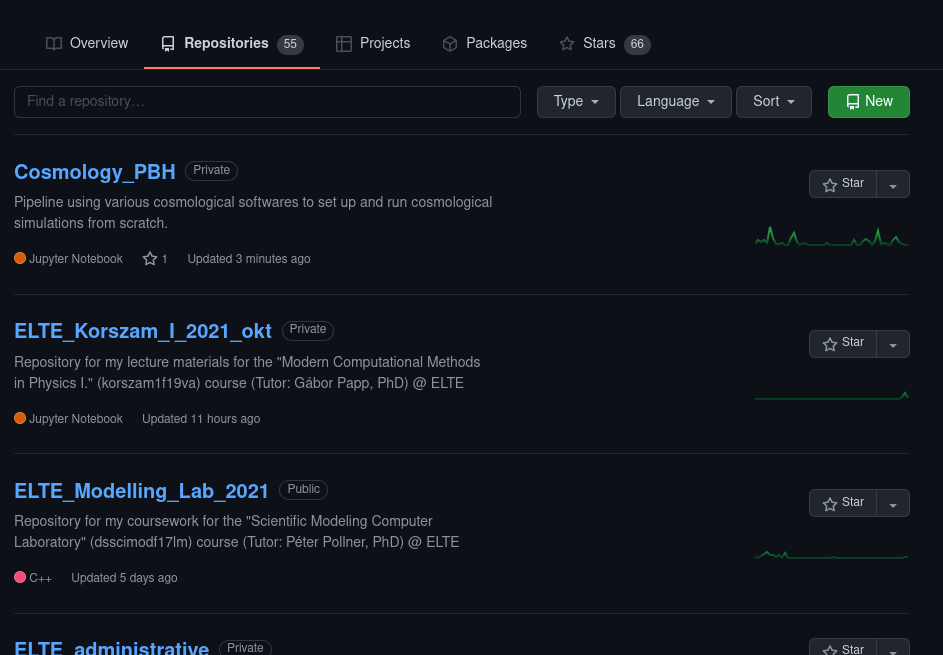 Overview Repositories 55 Projects Packages Stars 66
Find a repository… Type Language Sort New
Cosmology_PBH Private
Star
Pipeline using various cosmological softwares to set up and run cosmological
simulations from scratch.
Jupyter Notebook 1 Updated 3 minutes ago
ELTE_Korszam_I_2021_okt Private
Star
Repository for my lecture materials for the "Modern Computational Methods
in Physics I." (korszam1f19va) course (Tutor: Gábor Papp, PhD) @ ELTE
Jupyter Notebook Updated 11 hours ago
ELTE_Modelling_Lab_2021 Public
Star
Repository for my coursework for the "Scientific Modeling Computer
Laboratory" (dsscimodf17lm) course (Tutor: Péter Pollner, PhD) @ ELTE
C++ Updated 5 days ago
ELTE_administrative Private
Star